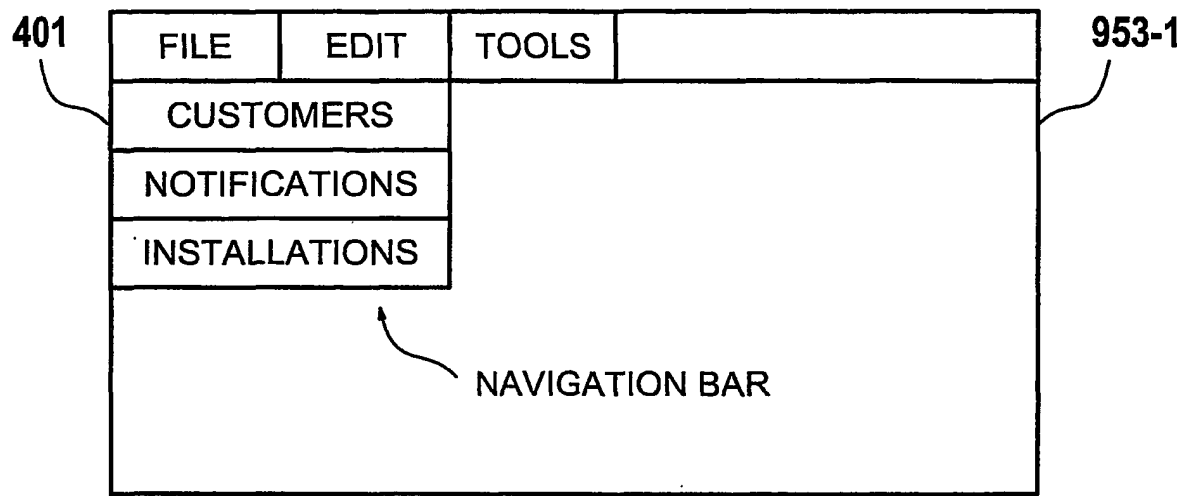 401
953-1
FILE EDIT TOOLS
CUSTOMERS
NOTIFICATIONS
INSTALLATIONS
NAVIGATION BAR